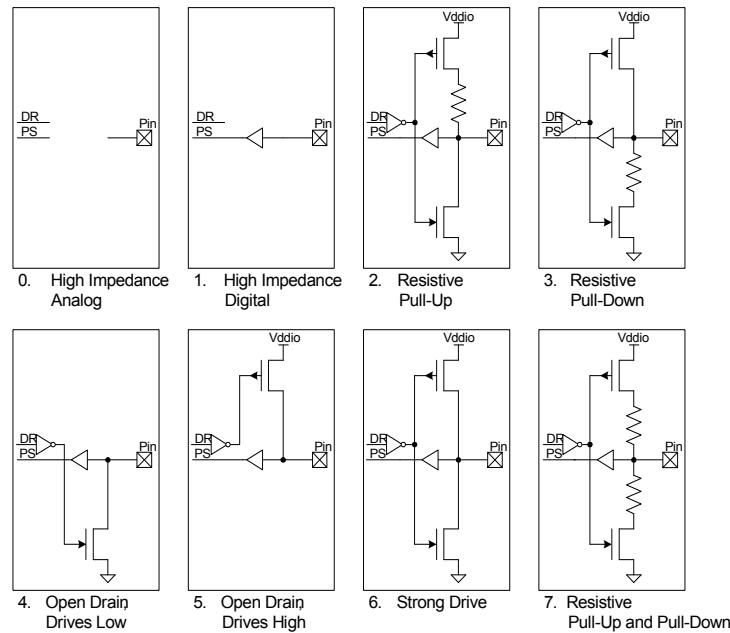 Vddio
Vddio
DR
PS
Pin
DR
PS
Pin
DR
PS
Pin
DR
PS
Pin
0. High Impedance
Analog
1. High Impedance
Digital
2. Resistive
Pull-Up
3. Resistive
Pull-Down
Vddio
Vddio
Vddio
DR
PS
Pin
DR
PS
Pin
DR
PS
Pin
DR
PS
Pin
4. Open Drain,
Drives Low
5. Open Drain,
Drives High
6. Strong Drive
7. Resistive
Pull-Up and Pull-Down